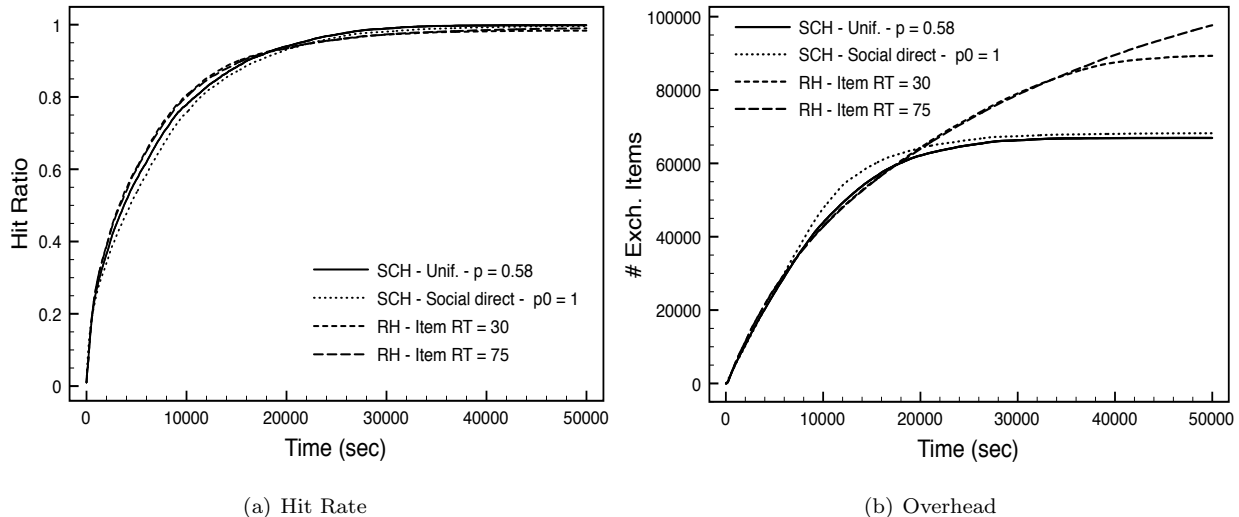 1
0.8
0.6
0.4
0.2
0
Hit Ratio
SCH - Unif. - p = 0.58
SCH - Social direct - p0 = 1
RH - Item RT = 30
RH - Item RT = 75
0 10000 20000 30000 40000 50000
Time (sec)
(a) Hit Rate
100000
80000
60000
40000
20000
0
# Exch. Items
SCH - Unif. - p = 0.58
SCH - Social direct - p0 = 1
RH - Item RT = 30
RH - Item RT = 75
0 10000 20000 30000 40000 50000
Time (sec)
(b) Overhead